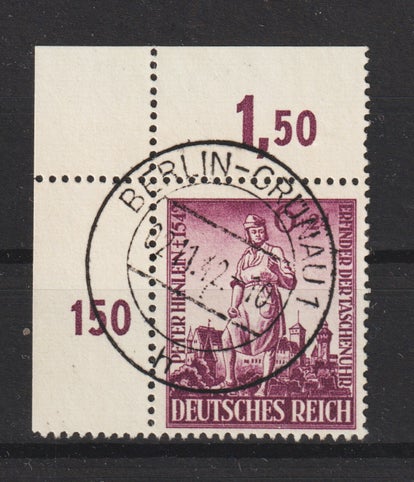 1,50
BERLIN-GRÜNAU 1
150
PETER HENLEIN † 1542
ERFINDER DER TASCHENUHR
DEUTSCHES REICH